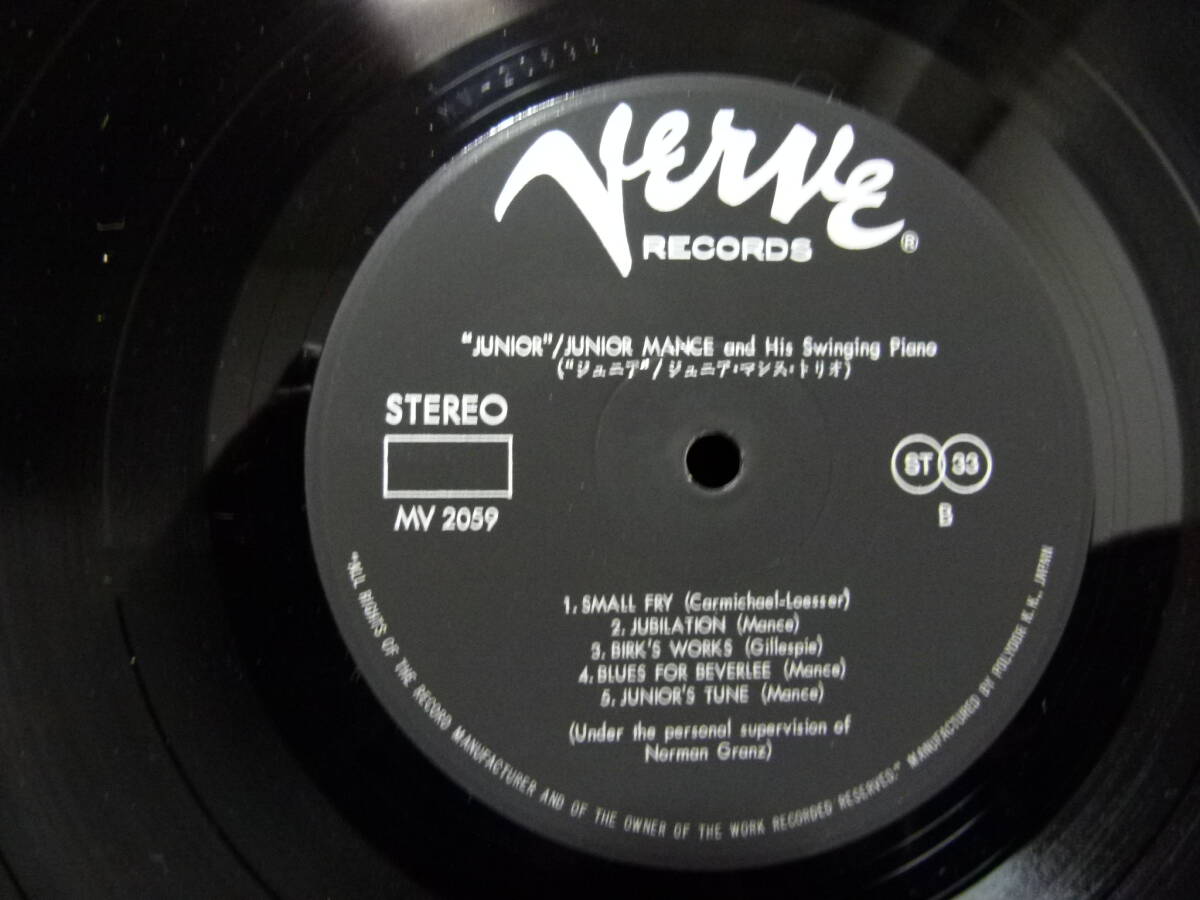 Verve
RECORDS ®
"JUNIOR"/JUNIOR MANCE and His Swinging Piano
("ジュニア"/ジュニア・マンス・トリオ)
STEREO
MV 2059
ST 33
B
1. SMALL FRY (Carmichael-Loesser)
2. JUBILATION (Mance)
3. BIRK'S WORKS (Gillespie)
4. BLUES FOR BEVERLEE (Mance)
5. JUNIOR'S TUNE (Mance)
(Under the personal supervision of
Norman Granz)
"ALL RIGHTS OF THE RECORD MANUFACTURER AND OF THE OWNER OF THE WORK RECORDED RESERVED." MANUFACTURED BY POLYDOR K.K., JAPAN